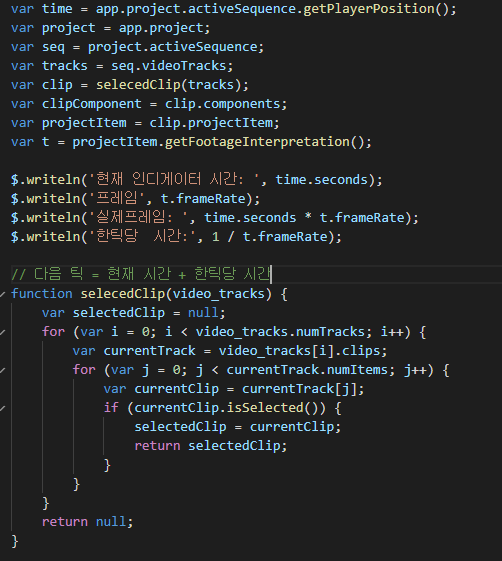 var time = app.project.activeSequence.getPlayerPosition();
var project = app.project;
var seq = project.activeSequence;
var tracks = seq.videoTracks;
var clip = selecedClip(tracks);
var clipComponent = clip.components;
var projectItem = clip.projectItem;
var t = projectItem.getFootageInterpretation();
$.writeln('현재 인디게이터 시간: ', time.seconds);
$.writeln('프레임', t.frameRate);
$.writeln('실제프레임: ', time.seconds * t.frameRate);
$.writeln('한틱당  시간:', 1 / t.frameRate);
// 다음 틱 = 현재 시간 + 한틱당 시간
function selecedClip(video_tracks) {
    var selectedClip = null;
    for (var i = 0; i < video_tracks.numTracks; i++) {
        var currentTrack = video_tracks[i].clips;
        for (var j = 0; j < currentTrack.numItems; j++) {
            var currentClip = currentTrack[j];
            if (currentClip.isSelected()) {
                selectedClip = currentClip;
                return selectedClip;
            }
        }
    }
    return null;
}